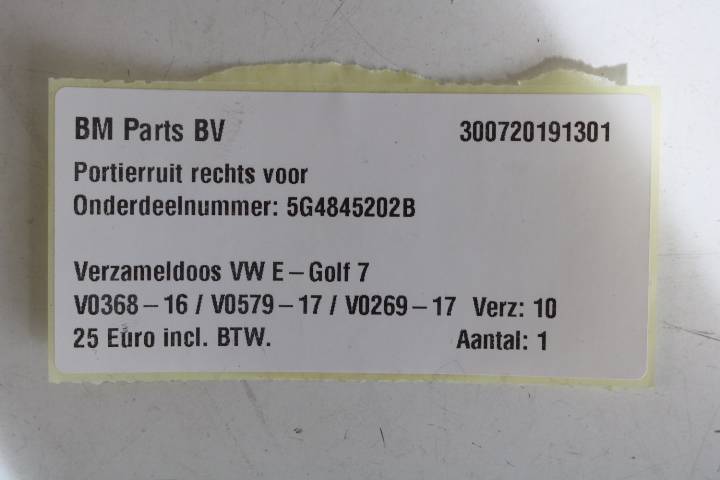 BM Parts BV 300720191301
Portierruit rechts voor
Onderdeelnummer: 5G4845202B
Verzameldoos VW E-Golf 7
V0368-16 / V0579-17 / V0269-17 Verz: 10
25 Euro incl. BTW. Aantal: 1